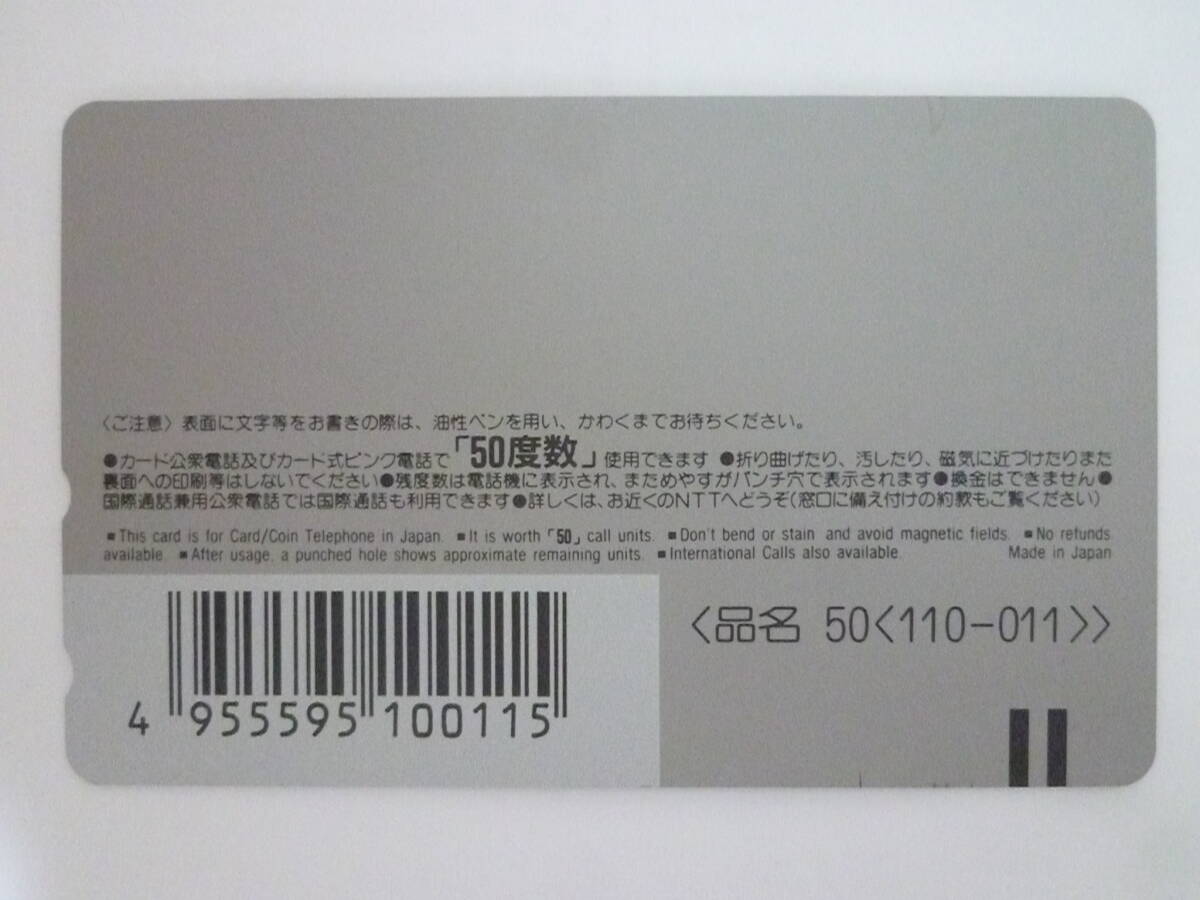 〈ご注意〉表面に文字等をお書きの際は、油性ペンを用い、かわくまでお待ちください。
●カード公衆電話及びカード式ピンク電話で「50度数」使用できます ●折り曲げたり、汚したり、磁気に近づけたりまた
裏面への印刷等はしないでください●残度数は電話機に表示され、まためやすがパンチ穴で表示されます●換金はできません●
国際通話兼用公衆電話では国際通話も利用できます●詳しくは、お近くのNTTへどうぞ(窓口に備え付けの約款もご覧ください)
■This card is for Card/Coin Telephone in Japan. ■It is worth「50」call units. ■Don't bend or stain and avoid magnetic fields. ■No refunds
available. ■After usage, a punched hole shows approximate remaining units. ■International Calls also available. Made in Japan
〈品名 50〈110-011〉〉
4 955595 100115